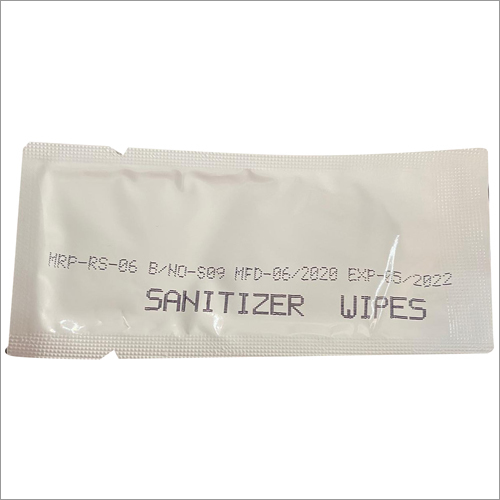 MRP-RS-06 B/NO-S09 MFD-06/2020 EXP-05/2022
SANITIZER WIPES